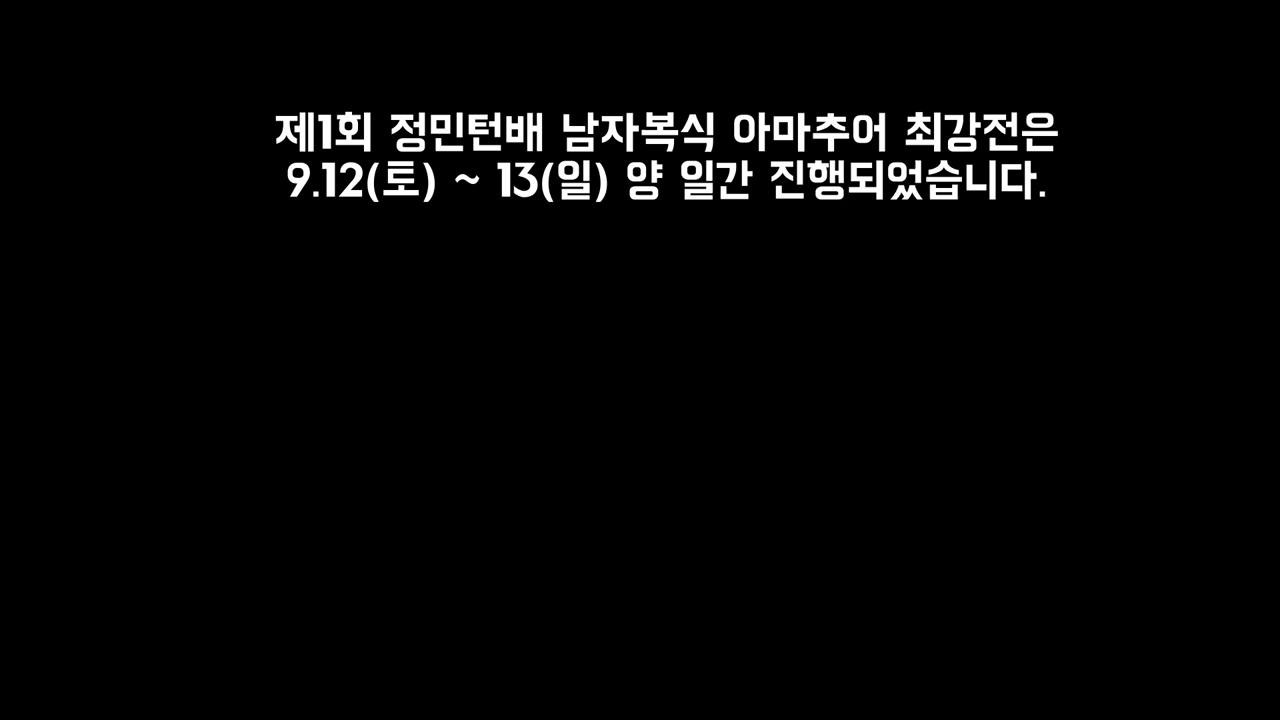 제1회 정민턴배 남자복식 아마추어 최강전은
9.12(토) ~ 13(일) 양 일간 진행되었습니다.